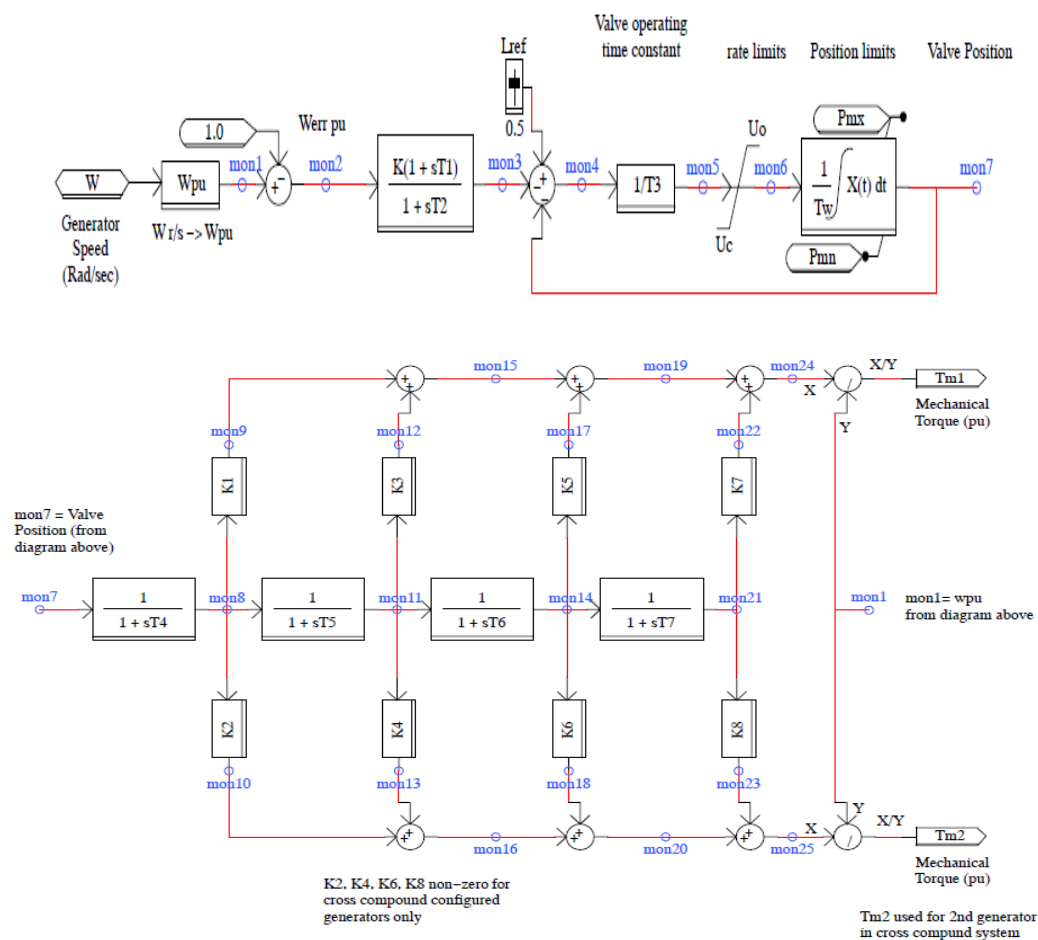 Valve operating
time constant
rate limits
Position limits
Valve Position
Lref
0.5
1.0
Werr pu
Pmx
Uo
W
Wpu
mon1
mon2
K(1 + sT1)
1 + sT2
mon3
mon4
1/T3
mon5
mon6
1
Tw
X(t) dt
mon7
Generator
Speed
(Rad/sec)
W r/s −> Wpu
Uc
Pmn
mon15
mon19
mon24
X/Y
Tm1
X
/
Mechanical
Torque (pu)
Y
mon9
mon12
mon17
mon22
K1
K3
K5
K7
mon7 = Valve
Position (from
diagram above)
mon7
1
1 + sT4
mon8
1
1 + sT5
mon11
1
1 + sT6
mon14
1
1 + sT7
mon21
mon1
mon1= wpu
from diagram above
K2
K4
K6
K8
mon10
mon13
mon18
mon23
Y
X
X/Y
/
Tm2
mon16
mon20
mon25
Mechanical
Torque (pu)
K2, K4, K6, K8 non−zero for
cross compound configured
generators only
Tm2 used for 2nd generator
in cross compund system